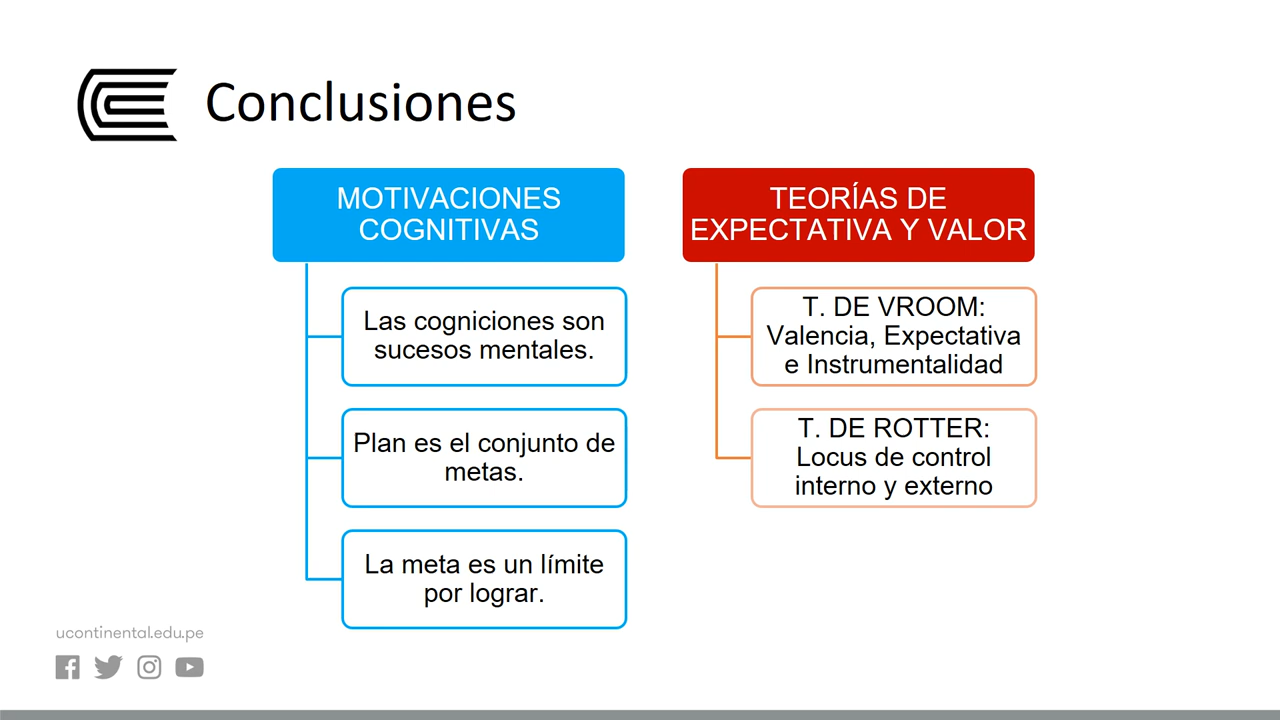 Conclusiones
MOTIVACIONES
COGNITIVAS
Las cogniciones son
sucesos mentales.
Plan es el conjunto de
metas.
La meta es un límite
por lograr.
TEORÍAS DE
EXPECTATIVA Y VALOR
T. DE VROOM:
Valencia, Expectativa
e Instrumentalidad
T. DE ROTTER:
Locus de control
interno y externo
ucontinental.edu.pe